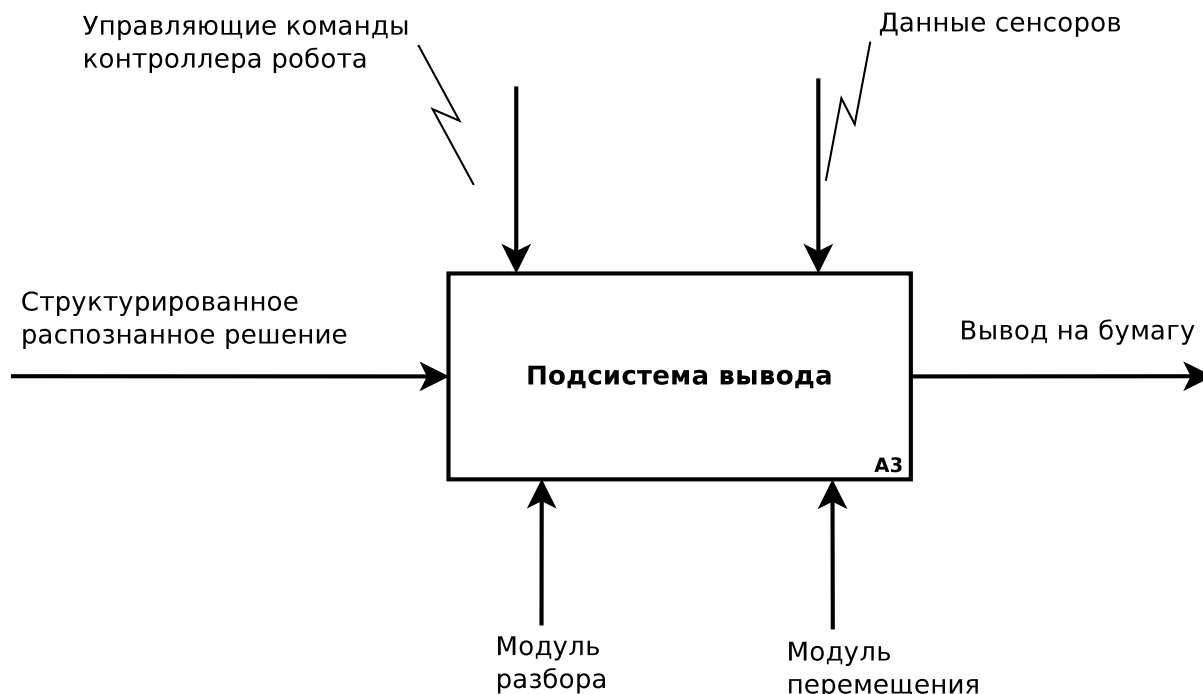 Управляющие команды
контроллера робота
Данные сенсоров
Структурированное
распознанное решение
Вывод на бумагу
Подсистема вывода
A3
Модуль
разбора
Модуль
перемещения